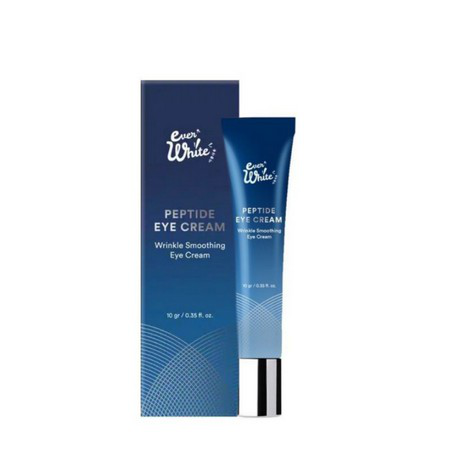 Ever
White
PEPTIDE
EYE CREAM
Wrinkle Smoothing
Eye Cream
10 gr / 0.35 fl. oz.
Ever
White
PEPTIDE
EYE CREAM
Wrinkle Smoothing
Eye Cream
10 gr / 0.35 fl. oz.